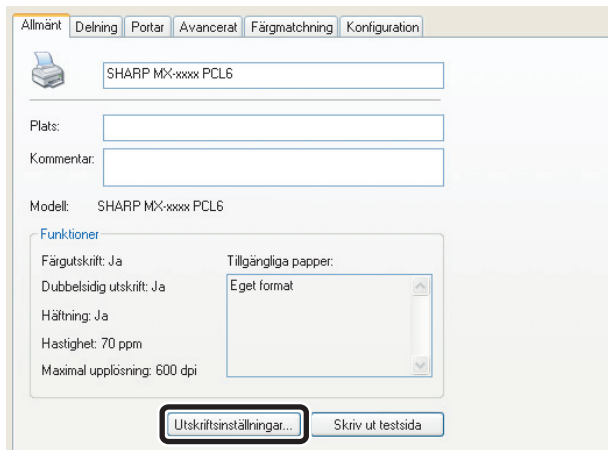 Allmänt Delning Portar Avancerat Färgmatchning Konfiguration
SHARP MX-xxxx PCL6
Plats:
Kommentar:
Modell: SHARP MX-xxxx PCL6
Funktioner
Färgutskrift: Ja Tillgängliga papper:
Dubbelsidig utskrift: Ja Eget format
Häftning: Ja
Hastighet: 70 ppm
Maximal upplösning: 600 dpi
Utskriftsinställningar... Skriv ut testsida